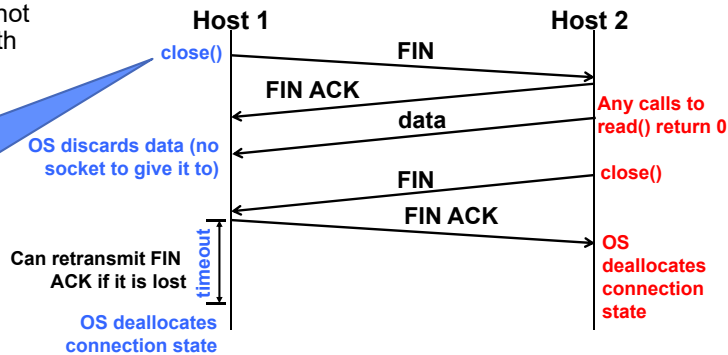 not
th
Host 1
Host 2
close()
FIN
FIN ACK
Any calls to
read() return 0
data
OS discards data (no
socket to give it to)
FIN
close()
FIN ACK
Can retransmit FIN
ACK if it is lost
timeout
OS
deallocates
connection
state
OS deallocates
connection state